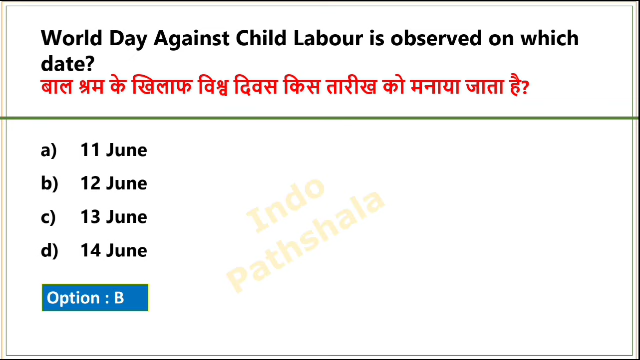 World Day Against Child Labour is observed on which
date?
बाल श्रम के खिलाफ विश्व दिवस किस तारीख को मनाया जाता है?
a) 11 June
b) 12 June
c) 13 June
d) 14 June
Indo
Pathshala
Option : B